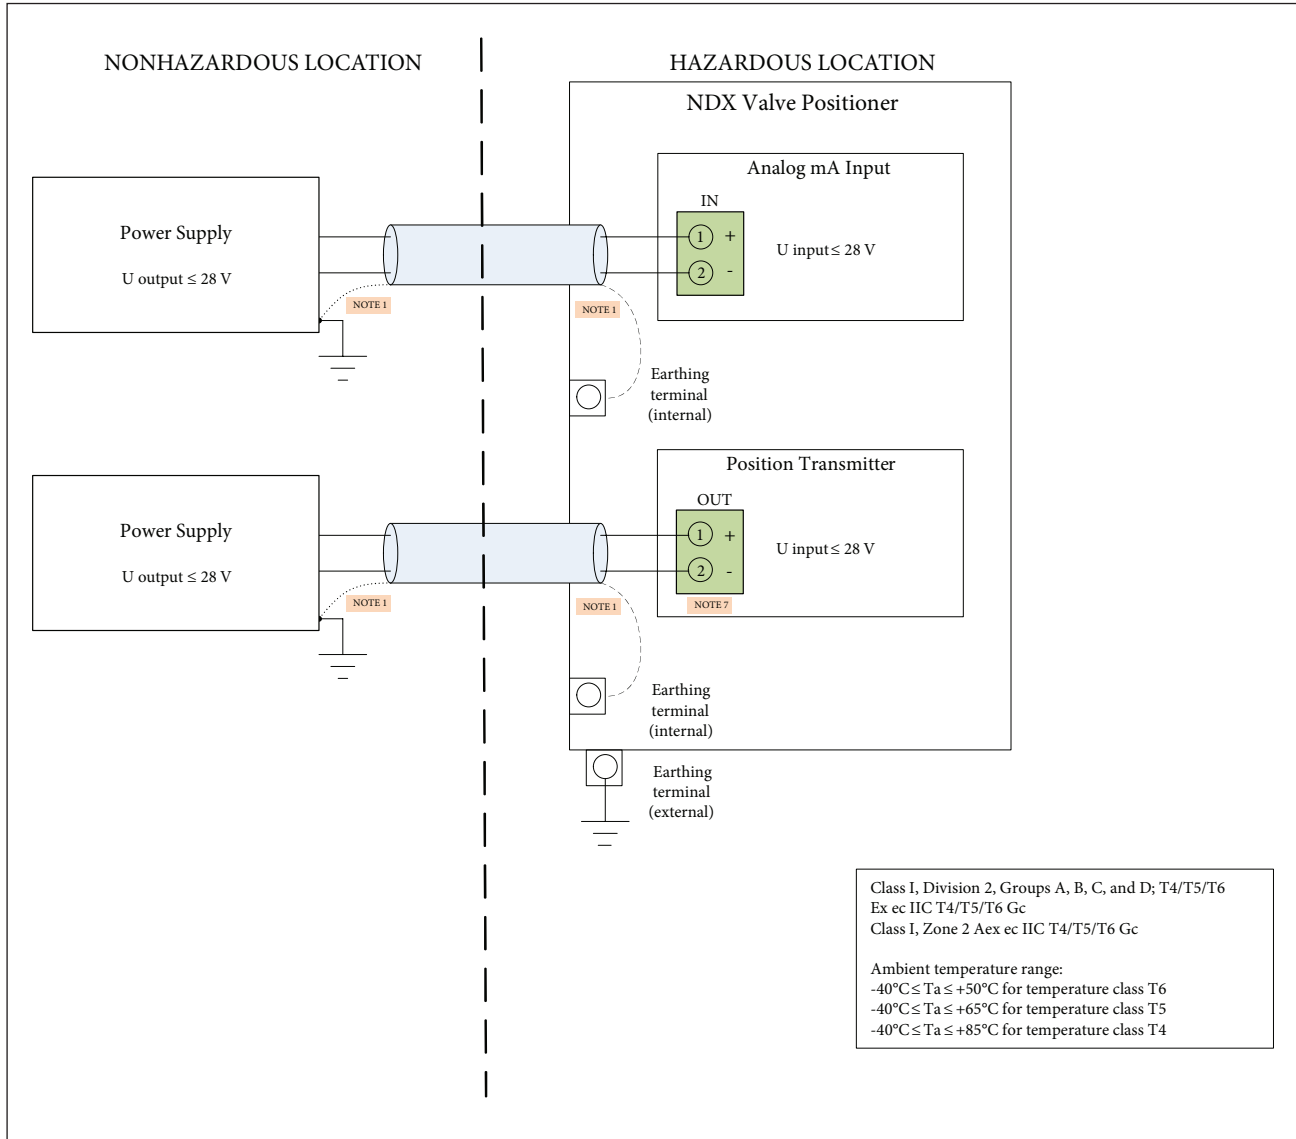 NONHAZARDOUS LOCATION
HAZARDOUS LOCATION
NDX Valve Positioner
Analog mA Input
IN
Power Supply
1 +
U input ≤ 28 V
U output ≤ 28 V
2 -
NOTE 1
NOTE 1
Earthing
terminal
(internal)
Position Transmitter
OUT
Power Supply
1 +
U input ≤ 28 V
U output ≤ 28 V
2 -
NOTE 1
NOTE 1
NOTE 7
Earthing
terminal
(internal)
Earthing
terminal
(external)
Class I, Division 2, Groups A, B, C, and D; T4/T5/T6
Ex ec IIC T4/T5/T6 Gc
Class I, Zone 2 Aex ec IIC T4/T5/T6 Gc
Ambient temperature range:
-40°C ≤ Ta ≤ +50°C for temperature class T6
-40°C ≤ Ta ≤ +65°C for temperature class T5
-40°C ≤ Ta ≤ +85°C for temperature class T4